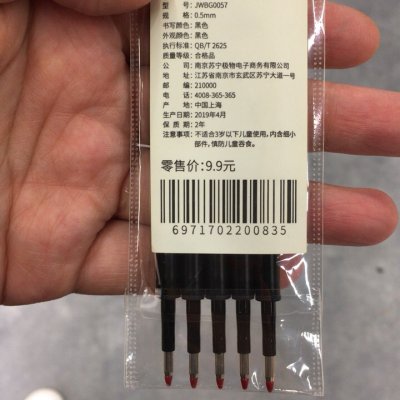 型 号：JWBG0057
规 格：0.5mm
书写颜色：黑色
外观颜色：黑色
执行标准：QB/T 2625
质量等级：合格品
公 司：南京苏宁极物电子商务有限公司
地 址：江苏省南京市玄武区苏宁大道一号
邮 编：210000
电 话：4008-365-365
产 地：中国上海
生产日期：2019年4月
保 质 期：2年
注意事项：不适合3岁以下儿童使用，内含细小
部件，慎防儿童吞食。
零售价：9.9元
6971702200835